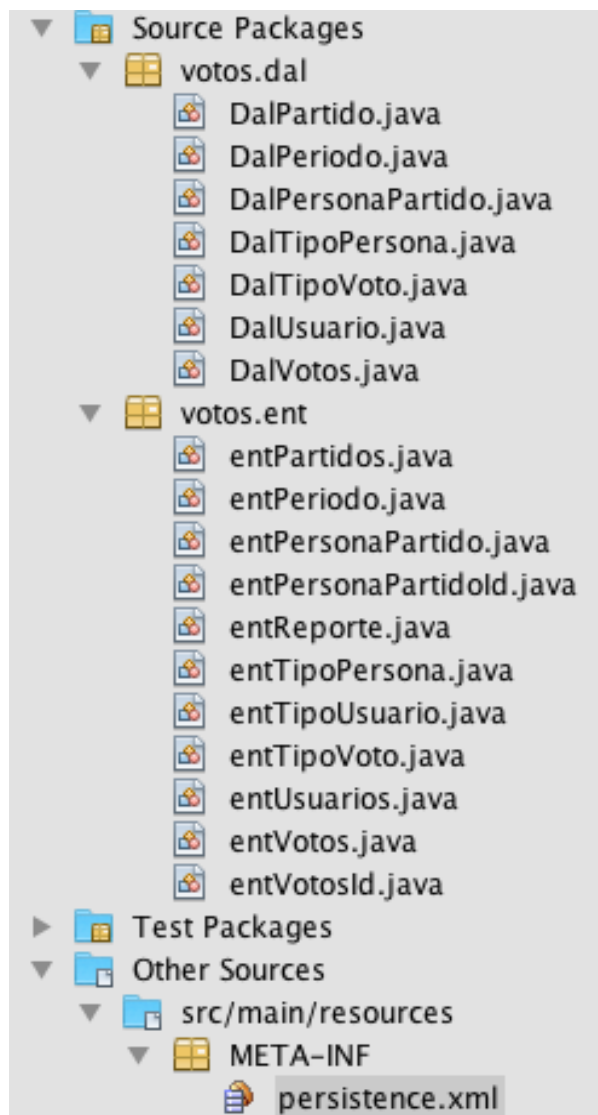 Source Packages
votos.dal
DalPartido.java
DalPeriodo.java
DalPersonaPartido.java
DalTipoPersona.java
DalTipoVoto.java
DalUsuario.java
DalVotos.java
votos.ent
entPartidos.java
entPeriodo.java
entPersonaPartido.java
entPersonaPartidoId.java
entReporte.java
entTipoPersona.java
entTipoUsuario.java
entTipoVoto.java
entUsuarios.java
entVotos.java
entVotosId.java
Test Packages
Other Sources
src/main/resources
META-INF
persistence.xml